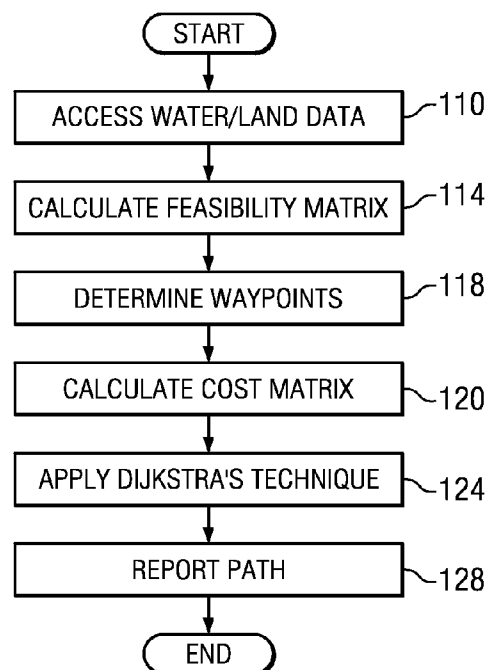 START
ACCESS WATER/LAND DATA 110
CALCULATE FEASIBILITY MATRIX 114
DETERMINE WAYPOINTS 118
CALCULATE COST MATRIX 120
APPLY DIJKSTRA'S TECHNIQUE 124
REPORT PATH 128
END